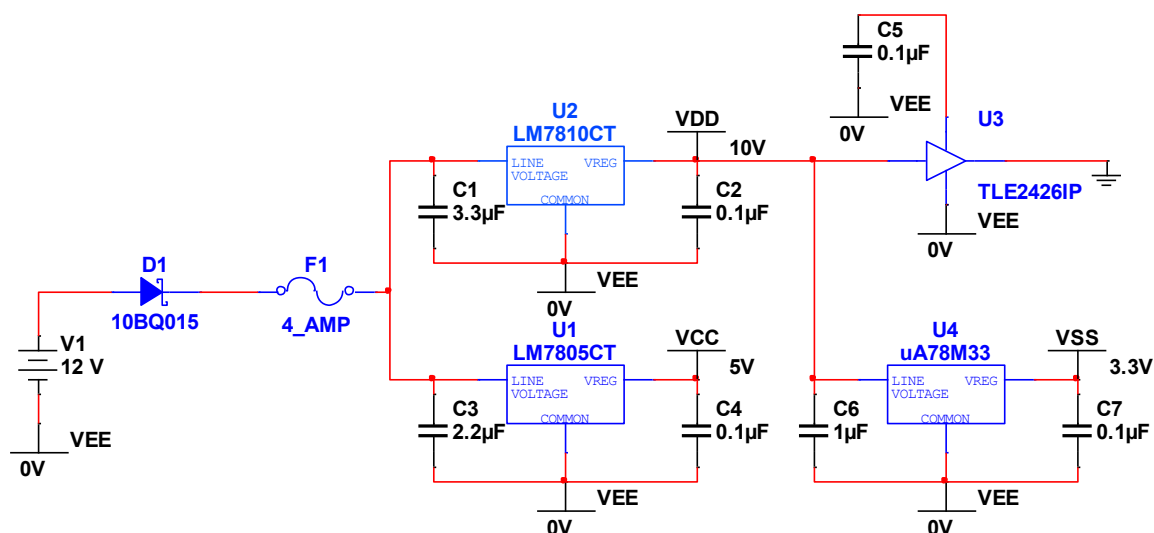 C5
0.1µF
VEE
0V
U3
TLE2426IP
VEE
0V
U2
LM7810CT
LINE VREG
VOLTAGE
COMMON
VDD
10V
C1
3.3µF
C2
0.1µF
VEE
0V
D1
10BQ015
F1
4_AMP
V1
12 V
VEE
0V
U1
LM7805CT
LINE VREG
VOLTAGE
COMMON
VCC
5V
C3
2.2µF
C4
0.1µF
VEE
0V
U4
uA78M33
LINE VREG
VOLTAGE
COMMON
VSS
3.3V
C6
1µF
C7
0.1µF
VEE
0V